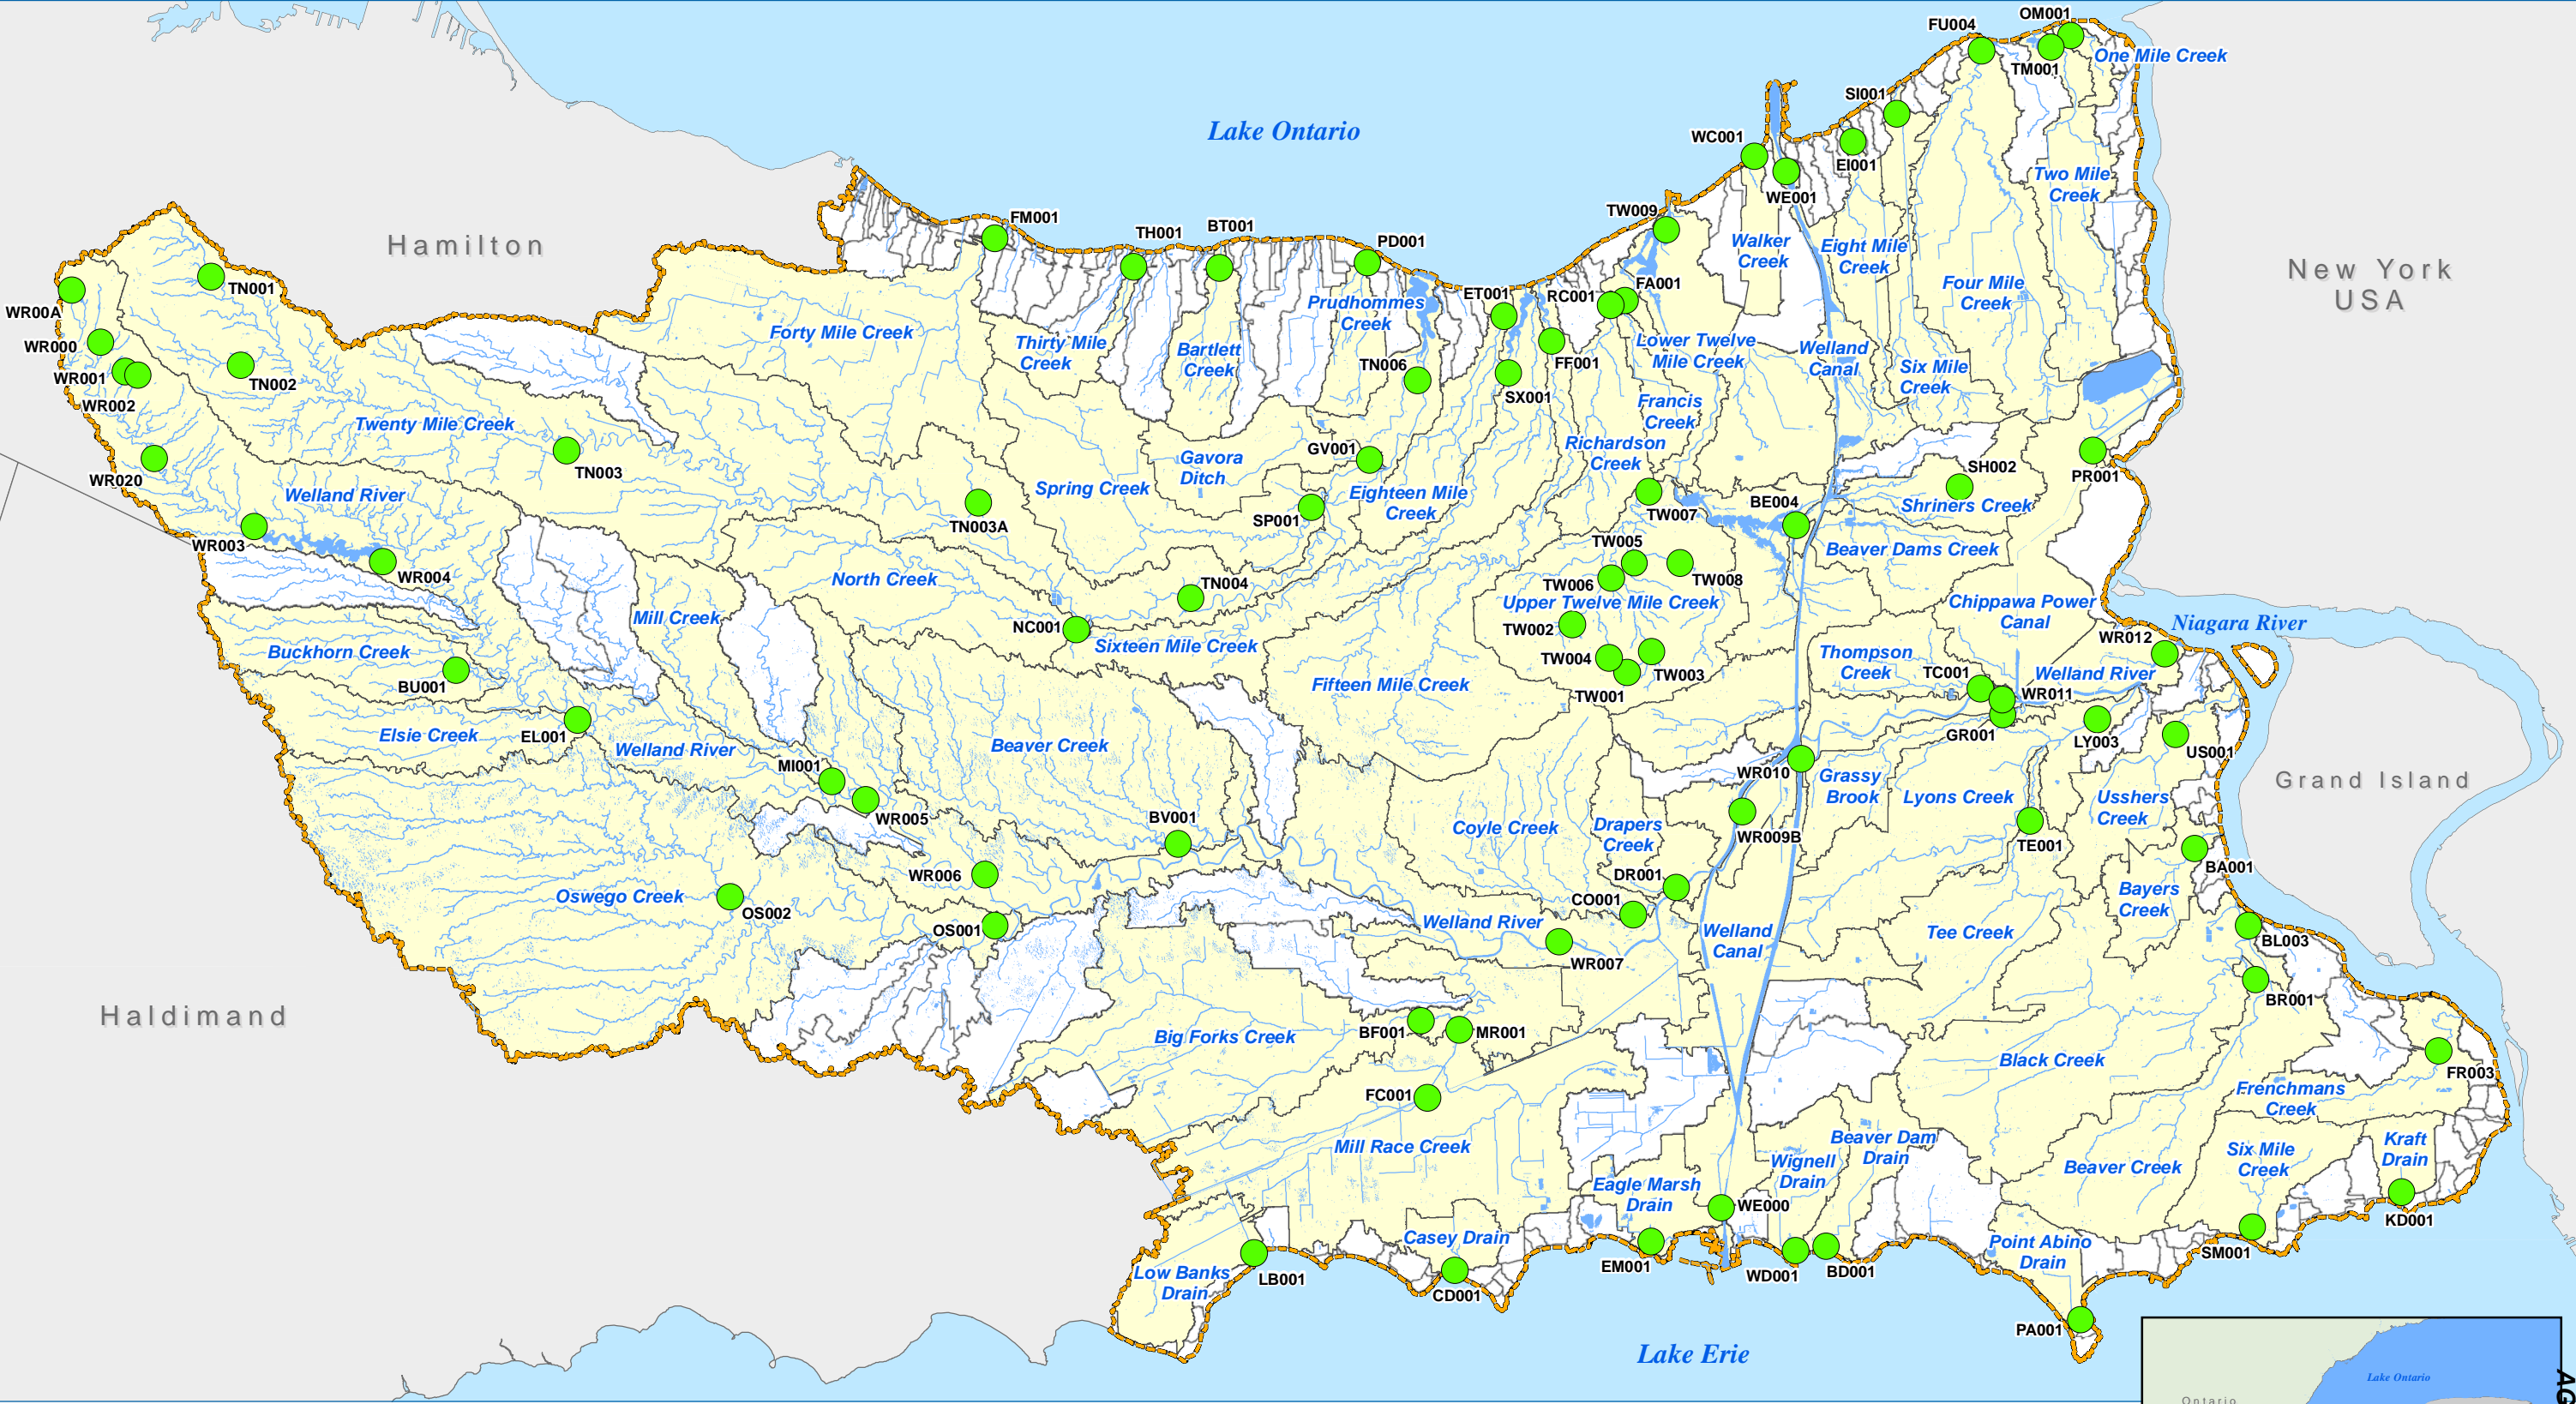 OM001
FU004
One Mile Creek
TM001
SI001
Lake Ontario
WC001
EI001
Two Mile
Creek
WE001
FM001
TW009
TH001
BT001
PD001
Hamilton
Walker
Creek
Eight Mile
Creek
New York
USA
TN001
FA001
Four Mile
Creek
ET001
RC001
Prudhommes
Creek
WR00A
Forty Mile Creek
Thirty Mile
Creek
Bartlett
Creek
WR000
Lower Twelve
Mile Creek
Welland
Canal
TN006
FF001
Six Mile
Creek
WR001
TN002
SX001
WR002
Francis
Creek
Twenty Mile Creek
Richardson
Creek
GV001
Gavora
Ditch
TN003
SH002
PR001
WR020
Spring Creek
Welland River
Eighteen Mile
Creek
BE004
Shriners Creek
SP001
TW007
TN003A
WR003
TW005
Beaver Dams Creek
WR004
North Creek
TN004
TW006
TW008
Upper Twelve Mile Creek
Chippawa Power
Canal
Mill Creek
NC001
TW002
Niagara River
WR012
Sixteen Mile Creek
Buckhorn Creek
TW004
Thompson
Creek
TC001
Welland River
BU001
Fifteen Mile Creek
TW003
TW001
WR011
Elsie Creek
EL001
GR001
LY003
Welland River
Beaver Creek
US001
MI001
WR010
Grassy
Brook
Grand Island
Lyons Creek
Usshers
Creek
WR005
BV001
Coyle Creek
Drapers
Creek
WR009B
TE001
WR006
DR001
BA001
Oswego Creek
OS002
CO001
Bayers
Creek
OS001
Welland River
Welland
Canal
Tee Creek
BL003
WR007
BR001
Haldimand
Big Forks Creek
BF001
MR001
Black Creek
FR003
FC001
Frenchmans
Creek
Mill Race Creek
Beaver Dam
Drain
Kraft
Drain
Wignell
Drain
Beaver Creek
Six Mile
Creek
Eagle Marsh
Drain
WE000
KD001
Casey Drain
Point Abino
Drain
SM001
Low Banks
Drain
LB001
EM001
WD001
BD001
CD001
PA001
Lake Erie
Lake Ontario
Ontario
AG